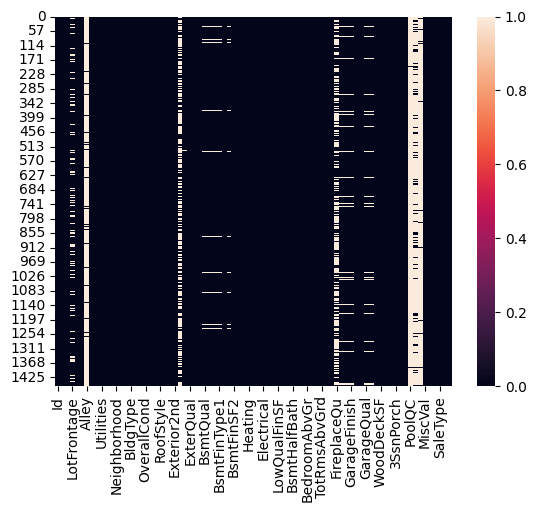 0
57
114
171
228
285
342
399
456
513
570
627
684
741
798
855
912
969
1026
1083
1140
1197
1254
1311
1368
1425
Id
LotFrontage
Alley
Utilities
Neighborhood
BldgType
OverallCond
RoofStyle
Exterior2nd
ExterQual
BsmtQual
BsmtFinType1
BsmtFinSF2
Heating
Electrical
LowQualFinSF
BsmtHalfBath
BedroomAbvGr
TotRmsAbvGrd
FireplaceQu
GarageFinish
GarageQual
WoodDeckSF
3SsnPorch
PoolQC
MiscVal
SaleType
1.0
0.8
0.6
0.4
0.2
0.0